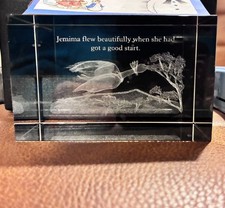 Jemima flew beautifully when she had
got a good start.